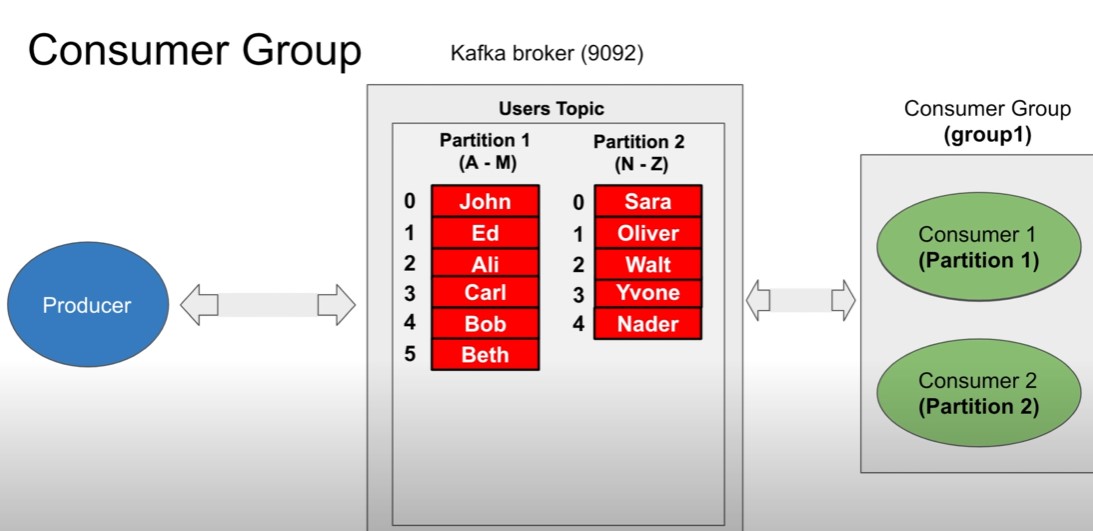 Consumer Group
Kafka broker (9092)
Users Topic
Partition 1
(A - M)
0 John
1 Ed
2 Ali
3 Carl
4 Bob
5 Beth
Partition 2
(N - Z)
0 Sara
1 Oliver
2 Walt
3 Yvone
4 Nader
Producer
Consumer Group
(group1)
Consumer 1
(Partition 1)
Consumer 2
(Partition 2)